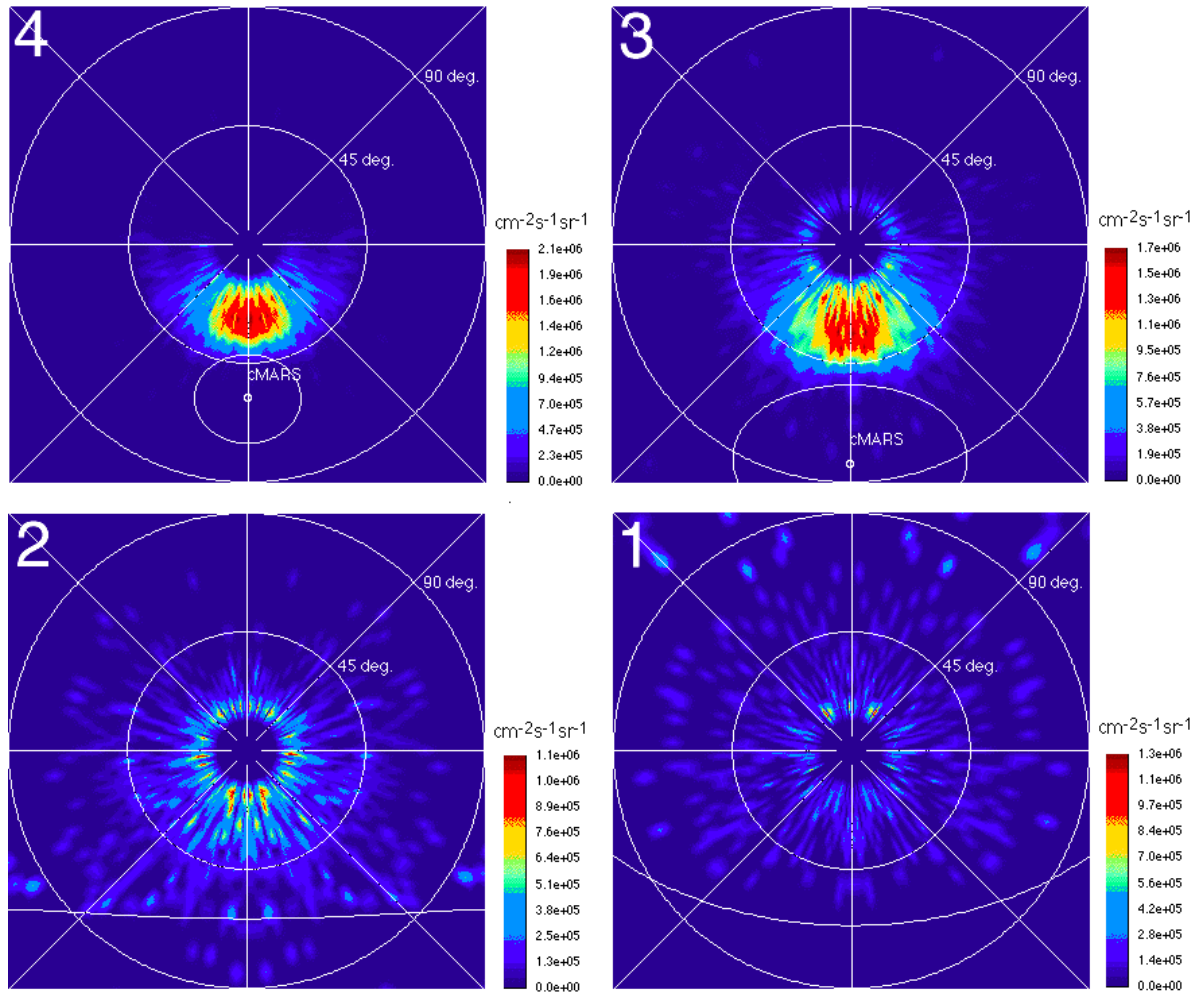 4
90 deg.
45 deg.
cMARS
cm-2s-1sr-1
2.1e+06
1.9e+06
1.6e+06
1.4e+06
1.2e+06
9.4e+05
7.0e+05
4.7e+05
2.3e+05
0.0e+00
3
90 deg.
45 deg.
cMARS
cm-2s-1sr-1
1.7e+06
1.5e+06
1.3e+06
1.1e+06
9.5e+05
7.6e+05
5.7e+05
3.8e+05
1.9e+05
0.0e+00
2
90 deg.
45 deg.
cm-2s-1sr-1
1.1e+06
1.0e+06
8.9e+05
7.6e+05
6.4e+05
5.1e+05
3.8e+05
2.5e+05
1.3e+05
0.0e+00
1
90 deg.
45 deg.
cm-2s-1sr-1
1.3e+06
1.1e+06
9.7e+05
8.4e+05
7.0e+05
5.6e+05
4.2e+05
2.8e+05
1.4e+05
0.0e+00